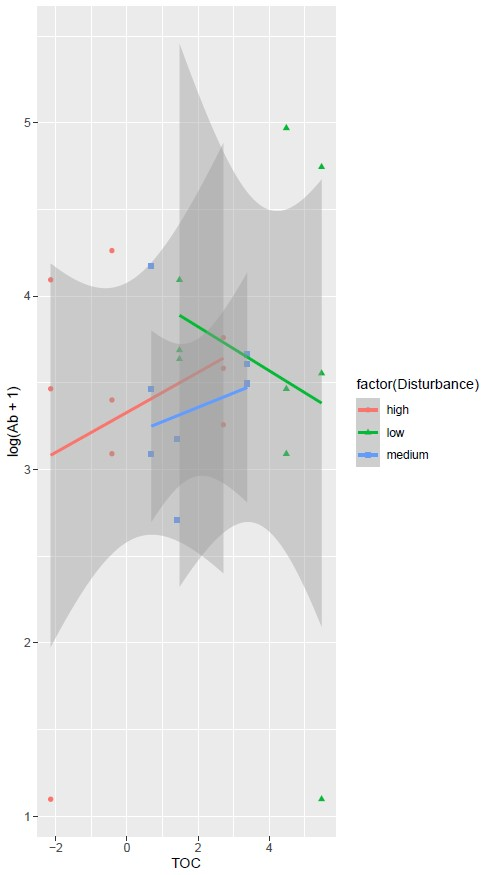 5
4
3
2
1
log(Ab + 1)
−2
0
2
4
TOC
factor(Disturbance)
high
low
medium